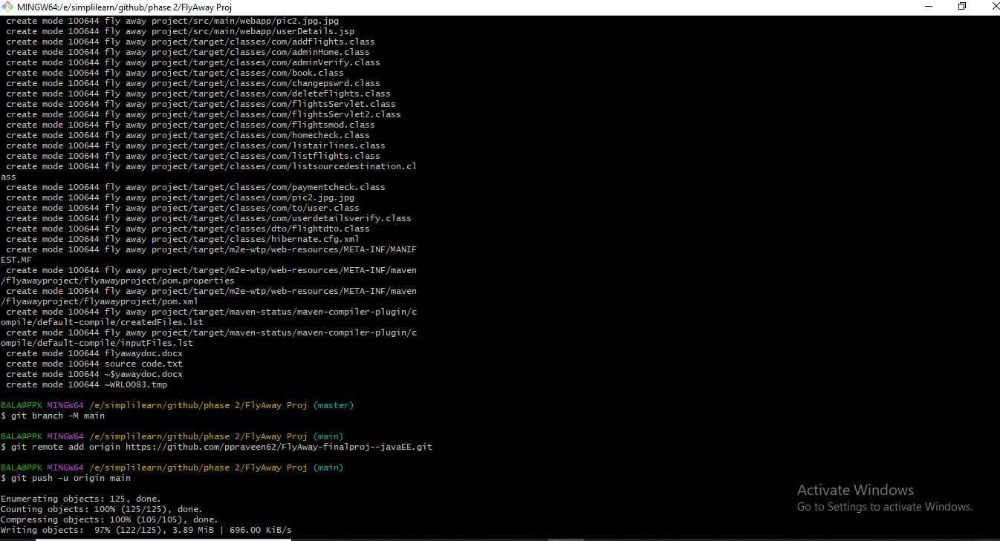 MINGW64:/e/simplilearn/github/phase 2/FlyAway Proj
create mode 100644 fly away project/src/main/webapp/pic2.jpg.jpg
create mode 100644 fly away project/src/main/webapp/userDetails.jsp
create mode 100644 fly away project/target/classes/com/addflights.class
create mode 100644 fly away project/target/classes/com/adminHome.class
create mode 100644 fly away project/target/classes/com/adminVerify.class
create mode 100644 fly away project/target/classes/com/book.class
create mode 100644 fly away project/target/classes/com/changepswrd.class
create mode 100644 fly away project/target/classes/com/deleteflights.class
create mode 100644 fly away project/target/classes/com/flightsServlet.class
create mode 100644 fly away project/target/classes/com/flightsServlet2.class
create mode 100644 fly away project/target/classes/com/flightsmod.class
create mode 100644 fly away project/target/classes/com/homecheck.class
create mode 100644 fly away project/target/classes/com/listairlines.class
create mode 100644 fly away project/target/classes/com/listflights.class
create mode 100644 fly away project/target/classes/com/listsourcedestination.cl
ass
create mode 100644 fly away project/target/classes/com/paymentcheck.class
create mode 100644 fly away project/target/classes/com/pic2.jpg.jpg
create mode 100644 fly away project/target/classes/com/to/user.class
create mode 100644 fly away project/target/classes/com/userdetailsverify.class
create mode 100644 fly away project/target/classes/dto/flightdto.class
create mode 100644 fly away project/target/classes/hibernate.cfg.xml
create mode 100644 fly away project/target/m2e-wtp/web-resources/META-INF/MANIF
EST.MF
create mode 100644 fly away project/target/m2e-wtp/web-resources/META-INF/maven
/flyawayproject/flyawayproject/pom.properties
create mode 100644 fly away project/target/m2e-wtp/web-resources/META-INF/maven
/flyawayproject/flyawayproject/pom.xml
create mode 100644 fly away project/target/maven-status/maven-compiler-plugin/c
ompile/default-compile/createdFiles.lst
create mode 100644 fly away project/target/maven-status/maven-compiler-plugin/c
ompile/default-compile/inputFiles.lst
create mode 100644 flyawaydoc.docx
create mode 100644 source code.txt
create mode 100644 ~$yawaydoc.docx
create mode 100644 ~WRL0083.tmp
BALA@PPK MINGW64 /e/simplilearn/github/phase 2/FlyAway Proj (master)
$ git branch -M main
BALA@PPK MINGW64 /e/simplilearn/github/phase 2/FlyAway Proj (main)
$ git remote add origin https://github.com/ppraveen62/FlyAway-finalproj--javaEE.git
BALA@PPK MINGW64 /e/simplilearn/github/phase 2/FlyAway Proj (main)
$ git push -u origin main
Enumerating objects: 125, done.
Counting objects: 100% (125/125), done.
Compressing objects: 100% (105/105), done.
Writing objects:  97% (122/125), 3.89 MiB | 696.00 KiB/s
Activate Windows
Go to Settings to activate Windows.